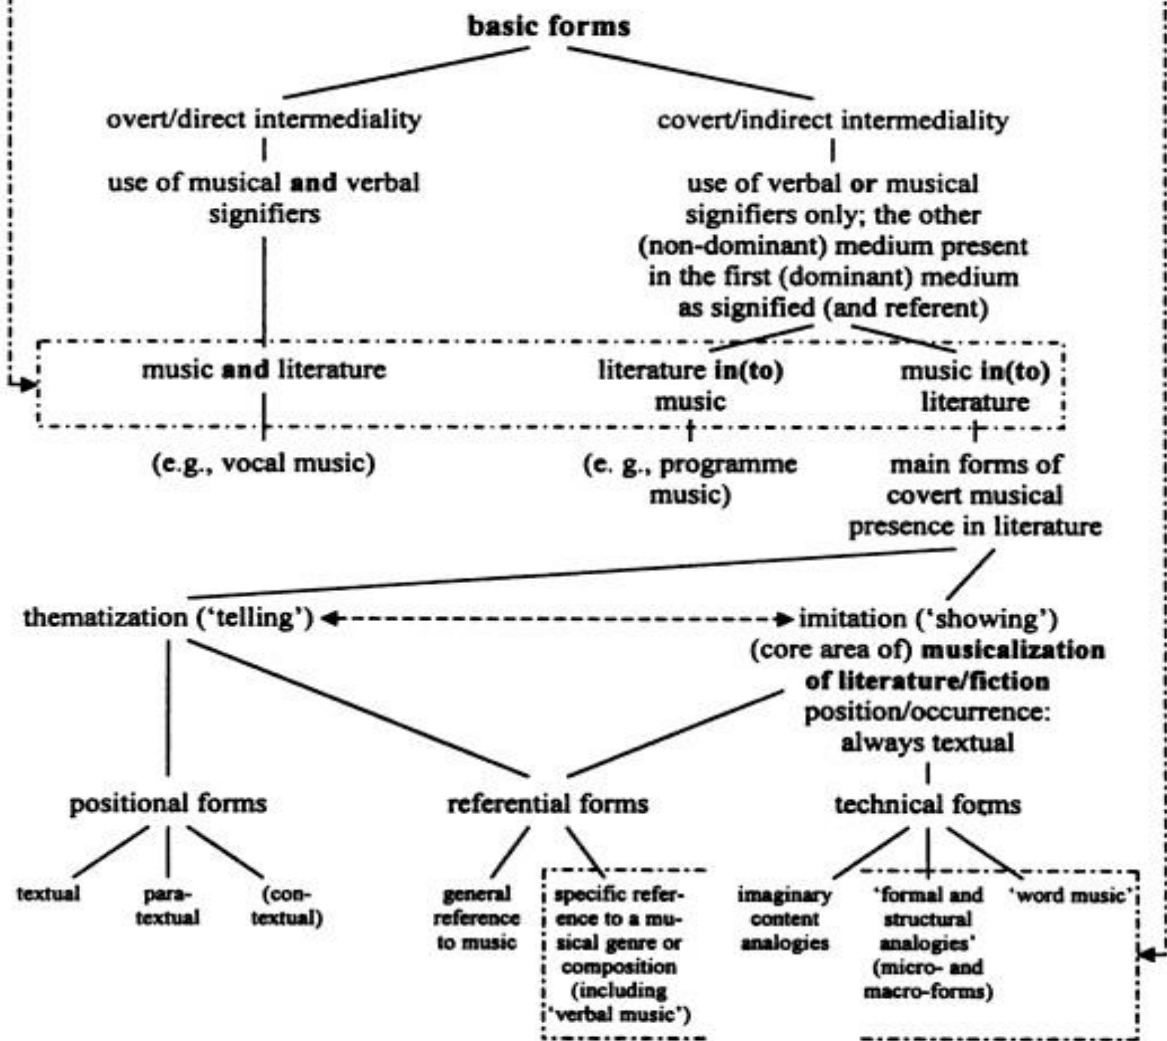 basic forms
overt/direct intermediality
covert/indirect intermediality
use of musical and verbal
signifiers
use of verbal or musical
signifiers only; the other
(non-dominant) medium present
in the first (dominant) medium
as signified (and referent)
music and literature
literature in(to)
music
music in(to)
literature
(e.g., vocal music)
(e. g., programme
music)
main forms of
covert musical
presence in literature
thematization (‘telling’)
imitation (‘showing’)
(core area of) musicalization
of literature/fiction
position/occurrence:
always textual
positional forms
referential forms
technical forms
textual
para-
textual
(con-
textual)
general
reference
to music
specific refer-
ence to a mu-
sical genre or
composition
(including
‘verbal music’)
imaginary
content
analogies
‘formal and
structural
analogies‘
(micro- and
macro-forms)
‘word music’